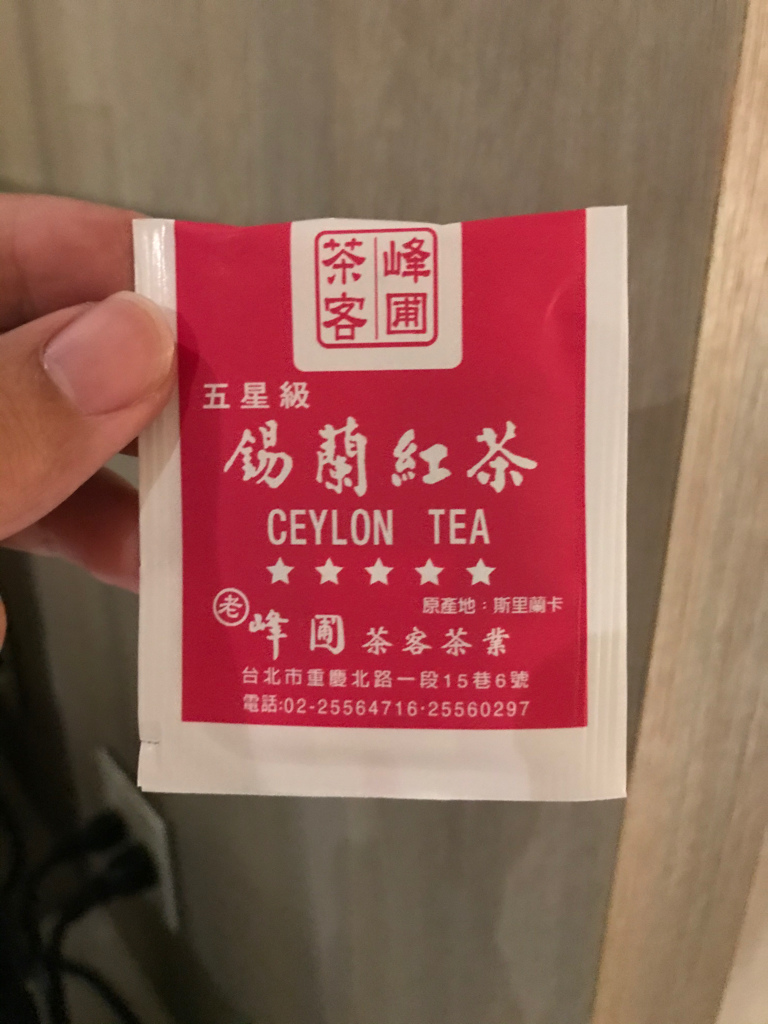 峰圃
茶客
五星級
錫蘭紅茶
CEYLON TEA
★★★★★
原產地：斯里蘭卡
老峰圃茶客茶業
台北市重慶北路一段15巷6號
電話:02-25564716·25560297